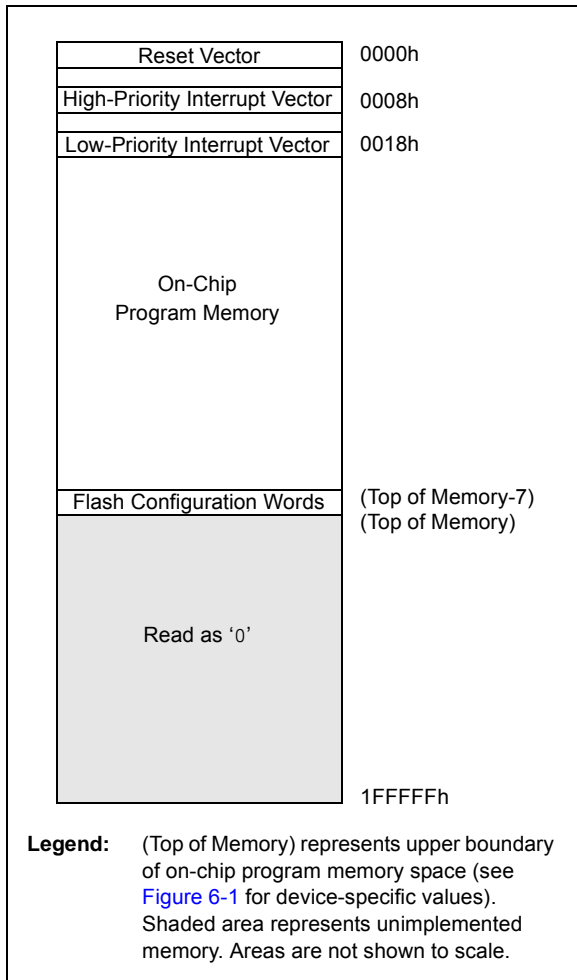 Reset Vector 0000h
High-Priority Interrupt Vector 0008h
Low-Priority Interrupt Vector 0018h
On-Chip
Program Memory
Flash Configuration Words (Top of Memory-7)
(Top of Memory)
Read as ‘0’
1FFFFFh
Legend: (Top of Memory) represents upper boundary
of on-chip program memory space (see
Figure 6-1 for device-specific values).
Shaded area represents unimplemented
memory. Areas are not shown to scale.